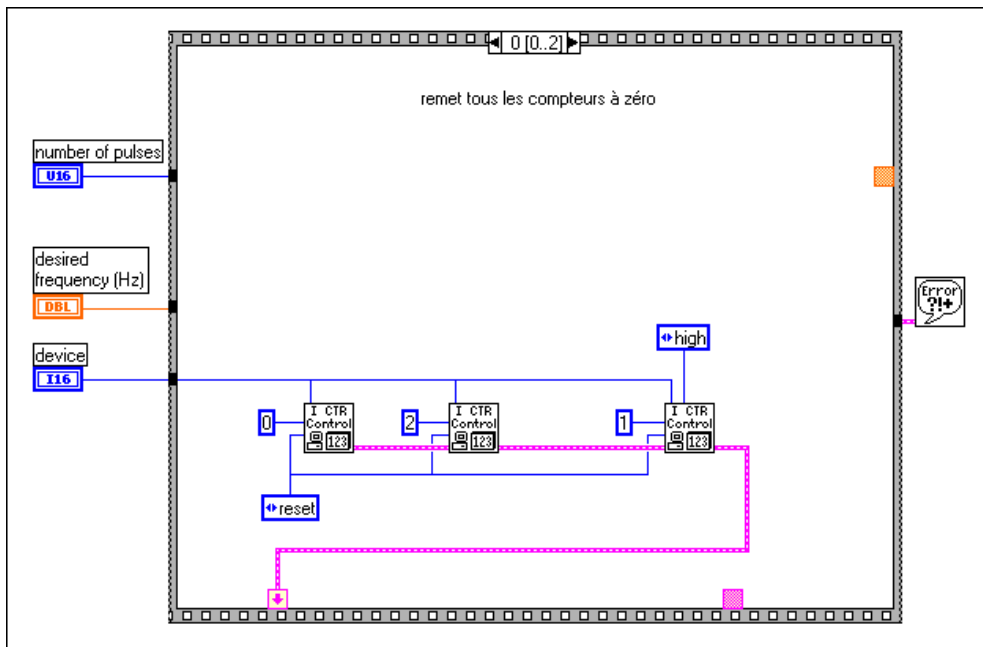 0 [0..2]
remet tous les compteurs à zéro
number of pulses
U16
desired
frequency (Hz)
DBL
Error
?!+
high
device
I16
I CTR
Control
123
I CTR
Control
123
I CTR
Control
123
0
2
1
reset